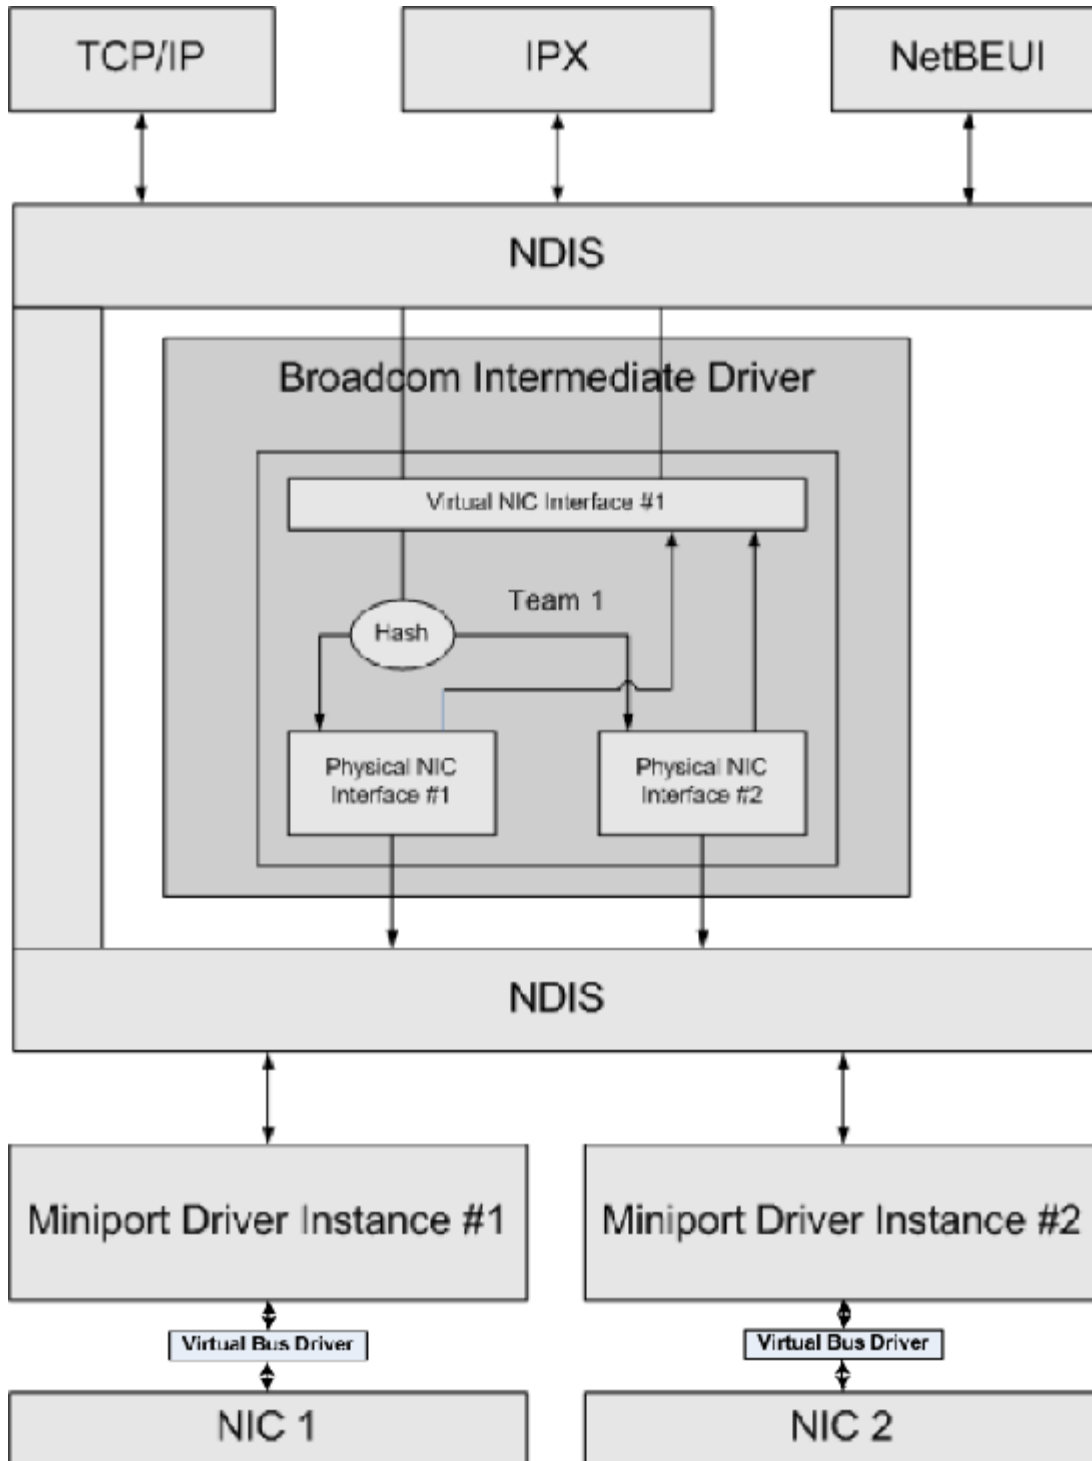 TCP/IP
IPX
NetBEUI
NDIS
Broadcom Intermediate Driver
Virtual NIC Interface #1
Team 1
Hash
Physical NIC
Interface #1
Physical NIC
Interface #2
NDIS
Miniport Driver Instance #1
Miniport Driver Instance #2
Virtual Bus Driver
Virtual Bus Driver
NIC 1
NIC 2